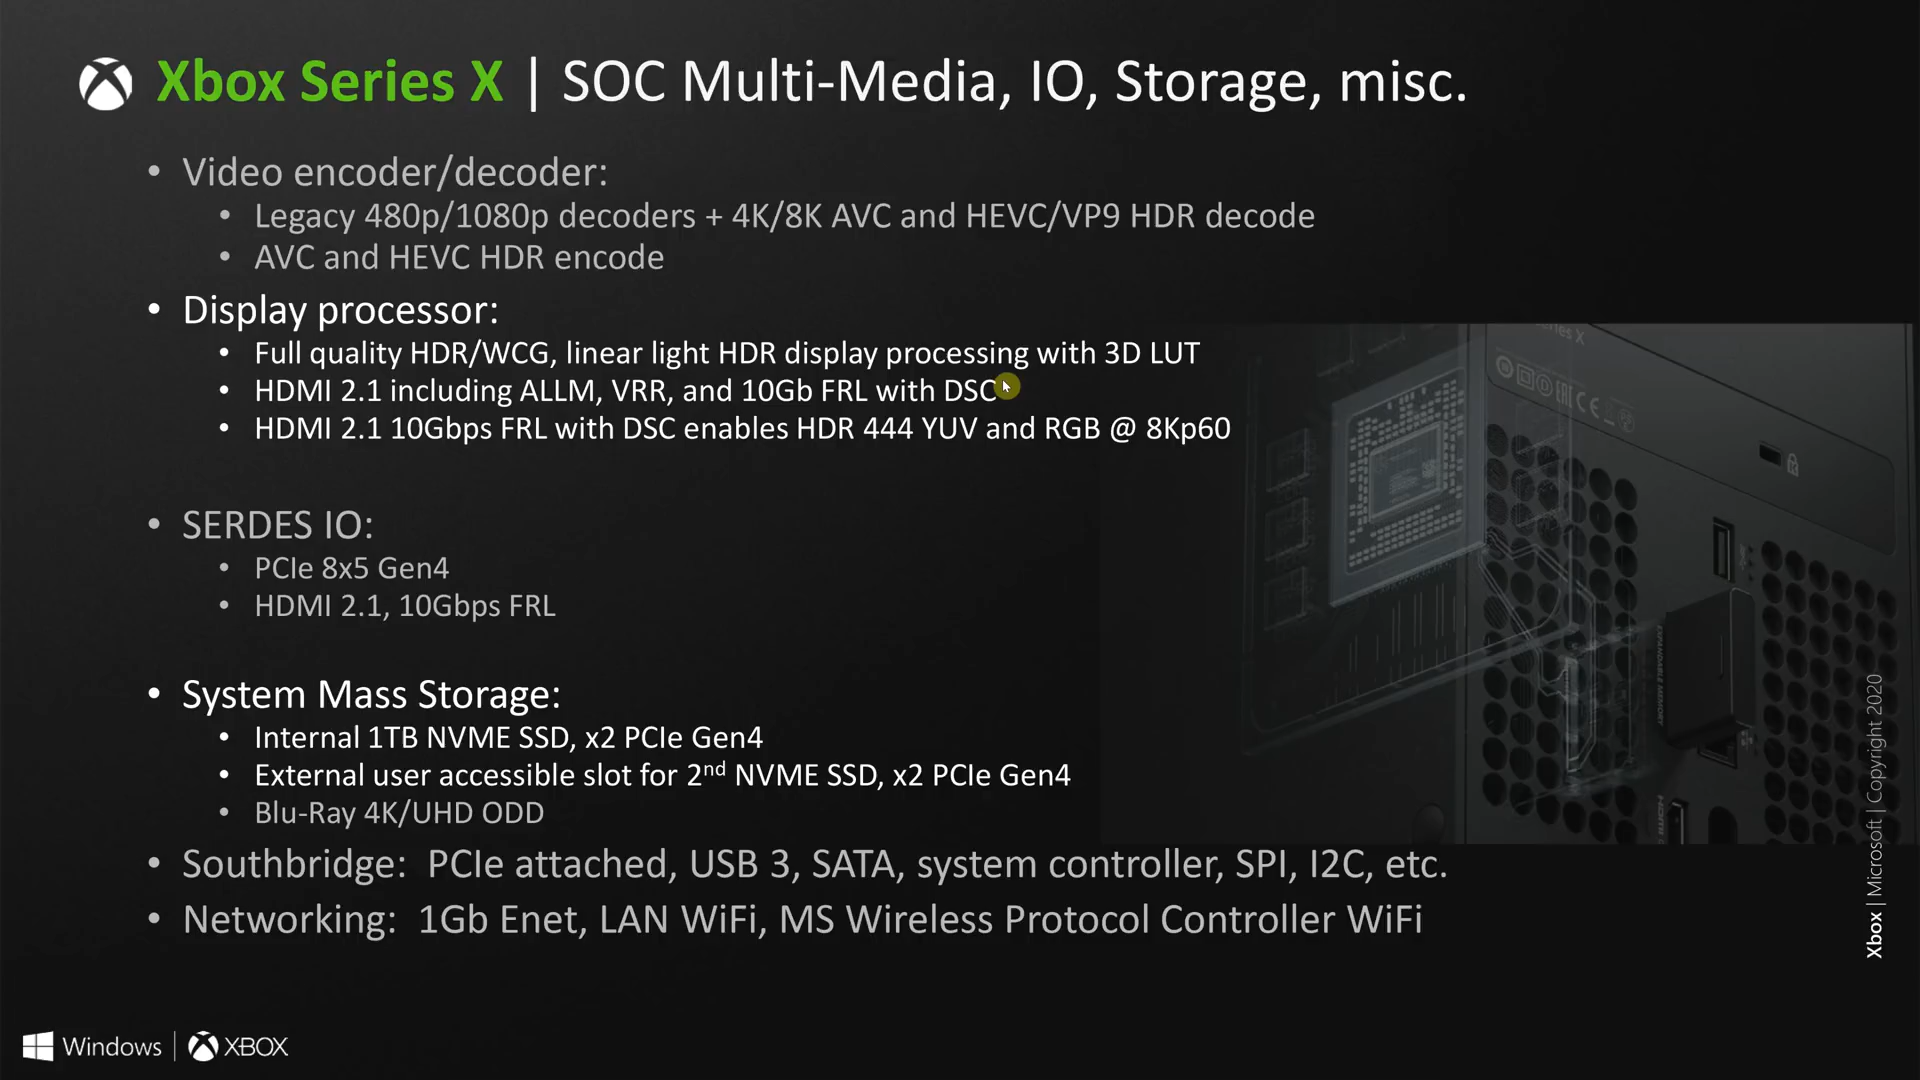 Xbox Series X | SOC Multi-Media, IO, Storage, misc.
• Video encoder/decoder:
• Legacy 480p/1080p decoders + 4K/8K AVC and HEVC/VP9 HDR decode
• AVC and HEVC HDR encode
• Display processor:
• Full quality HDR/WCG, linear light HDR display processing with 3D LUT
• HDMI 2.1 including ALLM, VRR, and 10Gb FRL with DSC
• HDMI 2.1 10Gbps FRL with DSC enables HDR 444 YUV and RGB @ 8Kp60
• SERDES IO:
• PCIe 8x5 Gen4
• HDMI 2.1, 10Gbps FRL
• System Mass Storage:
• Internal 1TB NVME SSD, x2 PCIe Gen4
• External user accessible slot for 2nd NVME SSD, x2 PCIe Gen4
• Blu-Ray 4K/UHD ODD
• Southbridge: PCIe attached, USB 3, SATA, system controller, SPI, I2C, etc.
• Networking: 1Gb Enet, LAN WiFi, MS Wireless Protocol Controller WiFi
Series X
EXPANDABLE MEMORY
HDMI
Xbox | Microsoft | Copyright 2020
Windows | XBOX